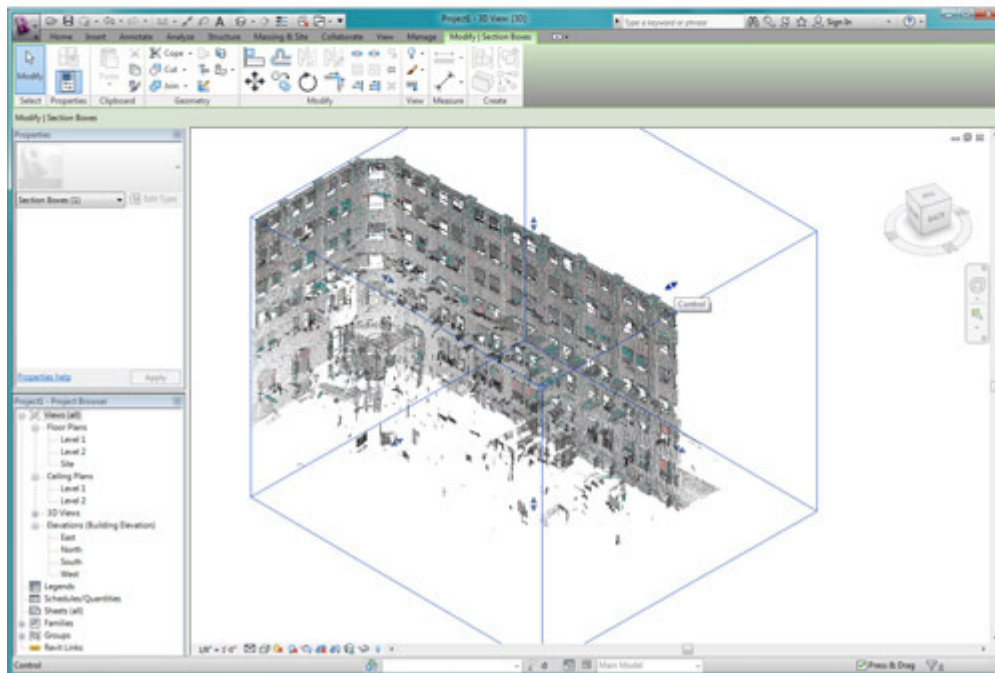 Project1 - 3D View: {3D}
Type a keyword or phrase
Sign In
Home Insert Annotate Analyze Structure Massing & Site Collaborate View Manage Modify | Section Boxes
Modify
Paste
Cope
Cut
Join
Select Properties Clipboard Geometry Modify View Measure Create
Modify | Section Boxes
Properties
Section Boxes (1)
Edit Type
Properties help
Apply
Project1 - Project Browser
Views (all)
Floor Plans
Level 1
Level 2
Site
Ceiling Plans
Level 1
Level 2
3D Views
Elevations (Building Elevation)
East
North
South
West
Legends
Schedules/Quantities
Sheets (all)
Families
Groups
Revit Links
BACK
Control
1/8" = 1'-0"
Control
:0
Main Model
Press & Drag